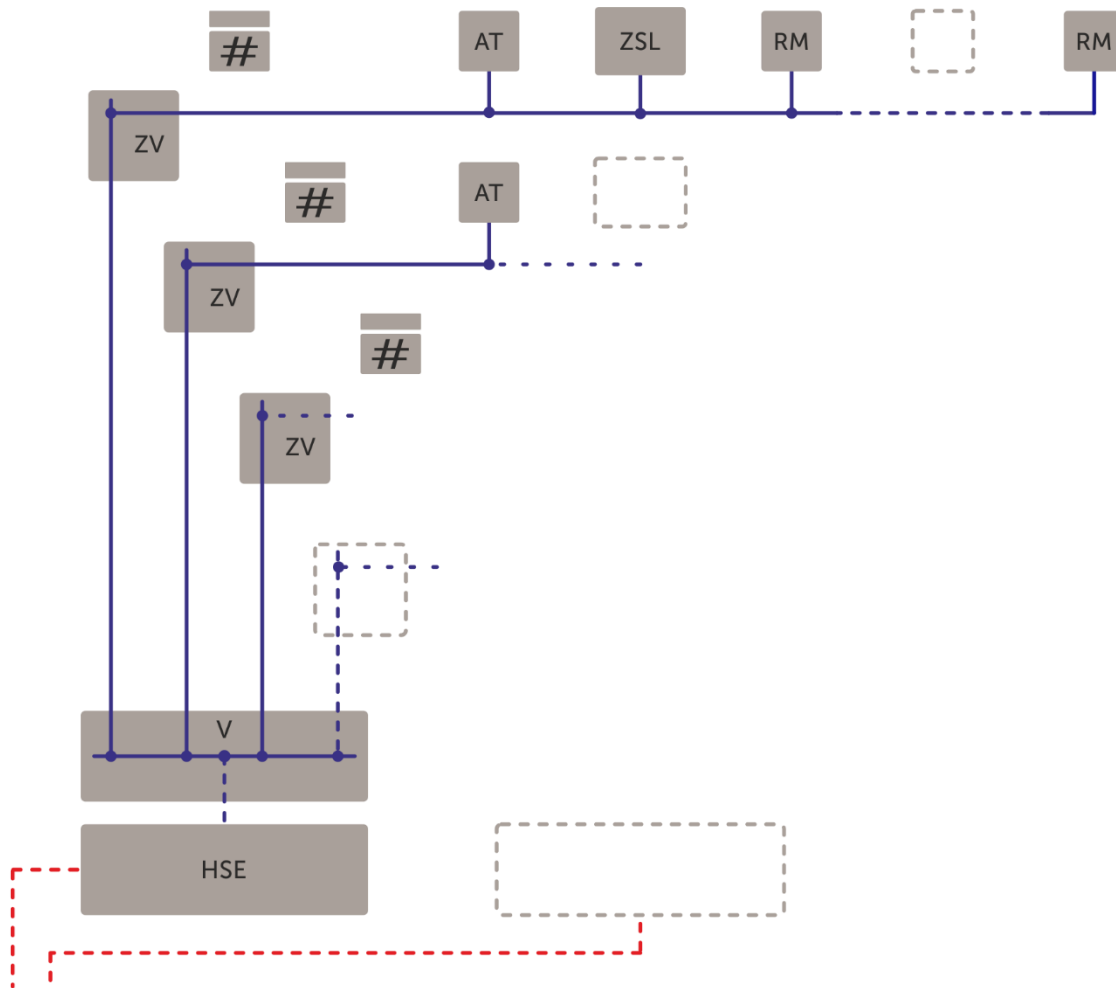 # AT ZSL RM RM
ZV
# AT
ZV
#
ZV
V
HSE